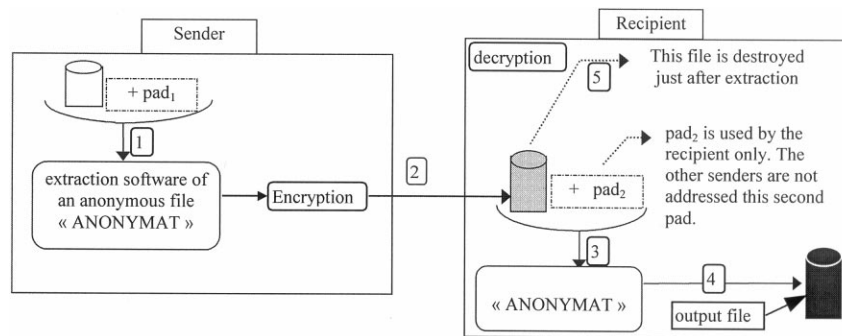 Sender
+ pad1
1
extraction software of
an anonymous file
« ANONYMAT »
Encryption
2
Recipient
decryption
5
This file is destroyed
just after extraction
+ pad2
pad2 is used by the
recipient only. The
other senders are not
addressed this second
pad.
3
« ANONYMAT »
4
output file